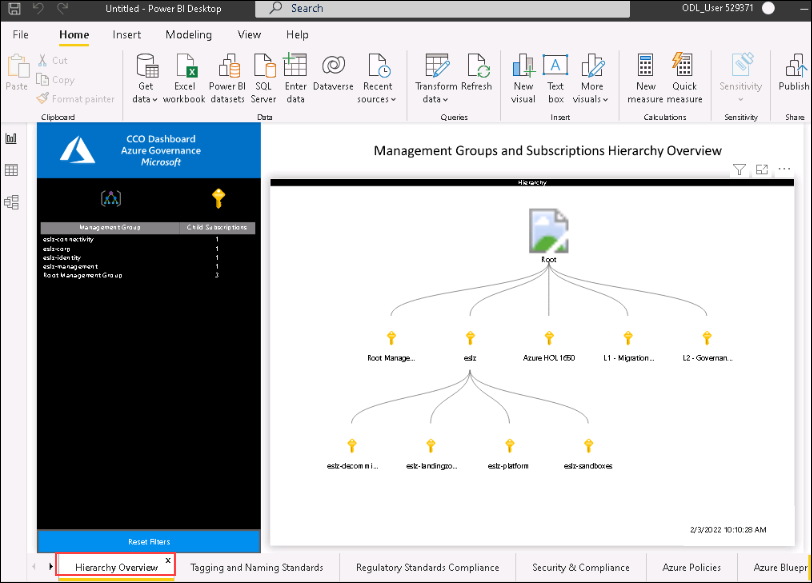 Untitled - Power BI Desktop
Search
ODL_User 529371
File
Home
Insert
Modeling
View
Help
Paste
Cut
Copy
Format painter
Get data
Excel workbook
Power BI datasets
SQL Server
Enter data
Dataverse
Recent sources
Transform data
Refresh
New visual
Text box
More visuals
New measure
Quick measure
Sensitivity
Publish
Clipboard
Data
Queries
Insert
Calculations
Sensitivity
Share
CCO Dashboard
Azure Governance
Microsoft
Management Groups and Subscriptions Hierarchy Overview
Management Group Child Subscriptions
eslz-connectivity 1
eslz-corp 1
eslz-identity 1
eslz-management 1
Root Management Group 3
Hierarchy
Root
Root Manage...
eslz
Azure HOL 1650
L1 - Migration...
L2 - Governan...
eslz-decommi...
eslz-landingzo...
eslz-platform
eslz-sandboxes
2/3/2022 10:10:28 AM
Reset Filters
Hierarchy Overview
x
Tagging and Naming Standards
Regulatory Standards Compliance
Security & Compliance
Azure Policies
Azure Bluepr